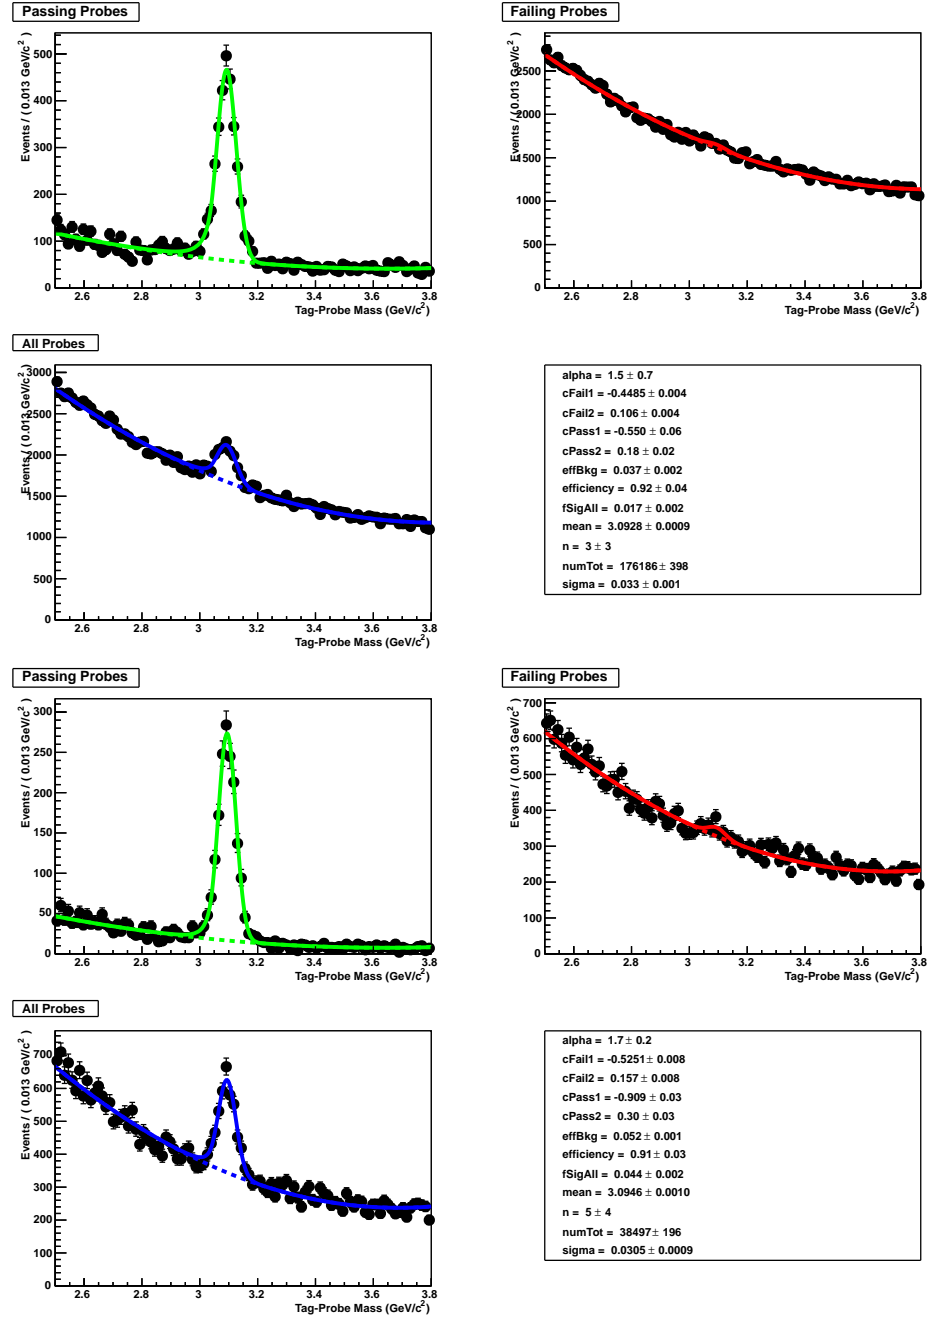 Passing Probes
Failing Probes
Events / ( 0.013 GeV/c2 )
500
400
300
200
100
0
2.6 2.8 3 3.2 3.4 3.6 3.8
Tag-Probe Mass (GeV/c2)
Events / ( 0.013 GeV/c2 )
2500
2000
1500
1000
500
0
2.6 2.8 3 3.2 3.4 3.6 3.8
Tag-Probe Mass (GeV/c2)
All Probes
Events / ( 0.013 GeV/c2 )
3000
2500
2000
1500
1000
500
0
2.6 2.8 3 3.2 3.4 3.6 3.8
Tag-Probe Mass (GeV/c2)
alpha = 1.5 ± 0.7
cFail1 = -0.4485 ± 0.004
cFail2 = 0.106 ± 0.004
cPass1 = -0.550 ± 0.06
cPass2 = 0.18 ± 0.02
effBkg = 0.037 ± 0.002
efficiency = 0.92 ± 0.04
fSigAll = 0.017 ± 0.002
mean = 3.0928 ± 0.0009
n = 3 ± 3
numTot = 176186 ± 398
sigma = 0.033 ± 0.001
Passing Probes
Failing Probes
Events / ( 0.013 GeV/c2 )
300
250
200
150
100
50
0
2.6 2.8 3 3.2 3.4 3.6 3.8
Tag-Probe Mass (GeV/c2)
Events / ( 0.013 GeV/c2 )
700
600
500
400
300
200
100
0
2.6 2.8 3 3.2 3.4 3.6 3.8
Tag-Probe Mass (GeV/c2)
All Probes
Events / ( 0.013 GeV/c2 )
700
600
500
400
300
200
100
0
2.6 2.8 3 3.2 3.4 3.6 3.8
Tag-Probe Mass (GeV/c2)
alpha = 1.7 ± 0.2
cFail1 = -0.5251 ± 0.008
cFail2 = 0.157 ± 0.008
cPass1 = -0.909 ± 0.03
cPass2 = 0.30 ± 0.03
effBkg = 0.052 ± 0.001
efficiency = 0.91 ± 0.03
fSigAll = 0.044 ± 0.002
mean = 3.0946 ± 0.0010
n = 5 ± 4
numTot = 38497 ± 196
sigma = 0.0305 ± 0.0009